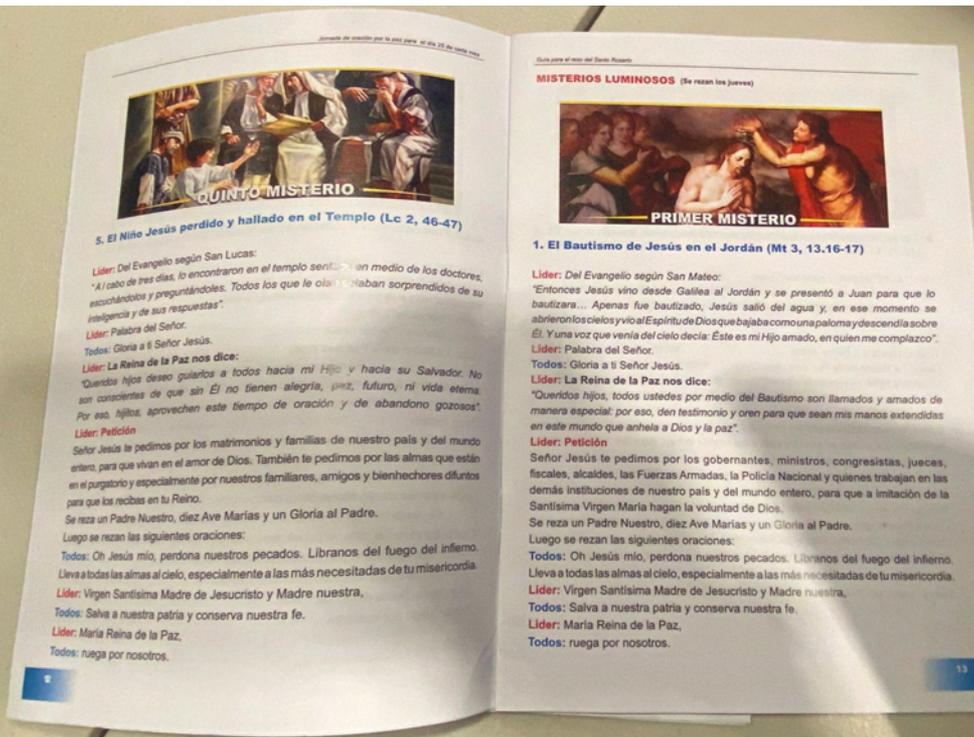 Jornada de oración por la paz para el día 25 de cada mes
QUINTO MISTERIO
5. El Niño Jesús perdido y hallado en el Templo (Lc 2, 46-47)
Lider: Del Evangelio según San Lucas:
"Al cabo de tres días, lo encontraron en el templo en medio de los doctores,
escuchándolos y preguntándoles. Todos los que le sorprendidos de su
inteligencia y de sus respuestas".
Lider: Palabra del Señor.
Todos: Gloria a ti Señor Jesús.
Lider: La Reina de la Paz nos dice:
"Queridos hijos deseo guiarlos a todos hacia mi Hijo y hacia su Salvador. No
son conscientes de que sin Él no tienen alegría, paz, futuro, ni vida eterna.
Por eso, hijitos, aprovechen este tiempo de oración y de abandono gozosos".
Lider: Petición
Señor Jesús te pedimos por los matrimonios y familias de nuestro país y del mundo
entero, para que vivan en el amor de Dios. También te pedimos por las almas que están
en el purgatorio y especialmente por nuestros familiares, amigos y bienhechores difuntos
para que los recibas en tu Reino.
Se reza un Padre Nuestro, diez Ave Marías y un Gloria al Padre.
Luego se rezan las siguientes oraciones:
Todos: Oh Jesús mío, perdona nuestros pecados. Líbranos del fuego del infierno.
Lleva a todas las almas al cielo, especialmente a las más necesitadas de tu misericordia.
Lider: Virgen Santísima Madre de Jesucristo y Madre nuestra,
Todos: Salva a nuestra patria y conserva nuestra fe.
Lider: María Reina de la Paz,
Todos: ruega por nosotros.
Guía para el rezo del Santo Rosario
MISTERIOS LUMINOSOS (Se rezan los jueves)
PRIMER MISTERIO
1. El Bautismo de Jesús en el Jordán (Mt 3, 13.16-17)
Lider: Del Evangelio según San Mateo:
"Entonces Jesús vino desde Galilea al Jordán y se presentó a Juan para que lo
bautizara... Apenas fue bautizado, Jesús salió del agua y, en ese momento se
abrieron los cielos y vio al Espíritu de Dios que bajaba como una paloma y descendía sobre
Él. Y una voz que venía del cielo decía: Éste es mi Hijo amado, en quien me complazco".
Lider: Palabra del Señor.
Todos: Gloria a ti Señor Jesús.
Lider: La Reina de la Paz nos dice:
"Queridos hijos, todos ustedes por medio del Bautismo son llamados y amados de
manera especial: por eso, den testimonio y oren para que sean mis manos extendidas
en este mundo que anhela a Dios y la paz".
Lider: Petición
Señor Jesús te pedimos por los gobernantes, ministros, congresistas, jueces,
fiscales, alcaldes, las Fuerzas Armadas, la Policía Nacional y quienes trabajan en las
demás instituciones de nuestro país y del mundo entero, para que a imitación de la
Santísima Virgen María hagan la voluntad de Dios.
Se reza un Padre Nuestro, diez Ave Marías y un Gloria al Padre.
Luego se rezan las siguientes oraciones:
Todos: Oh Jesús mío, perdona nuestros pecados. Líbranos del fuego del infierno.
Lleva a todas las almas al cielo, especialmente a las más necesitadas de tu misericordia.
Lider: Virgen Santísima Madre de Jesucristo y Madre nuestra,
Todos: Salva a nuestra patria y conserva nuestra fe.
Lider: María Reina de la Paz,
Todos: ruega por nosotros.
13